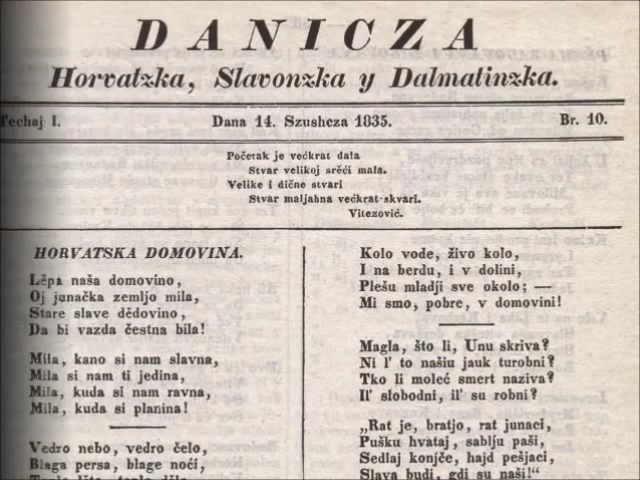 DANICZA
Horvatzka, Slavonzka y Dalmatinzka.
Techaj I.
Dana 14. Szushcza 1835.
Br. 10.
Početak je većkrat dala
Stvar velikoj srěći mala.
Velike i dične stvari
Stvar maljahna većkrat skvari.
Vitezović.
HORVATSKA DOMOVINA.
Lěpa naša domovino,
Oj junačka zemljo mila,
Stare slave dědovino,
Da bi vazda čestna bila!
Mila, kano si nam slavna,
Mila si nam ti jedina,
Mila, kuda si nam ravna,
Mila, kuda si planina!
Vedro nebo, vedro čelo,
Blaga persa, blage noći,
Toplo lěto, toplo dělo,
Kolo vode, živo kolo,
I na berdu, i v dolini,
Plešu mladji sve okolo; —
Mi smo, pobre, v domovini!
Magla, što li, Unu skriva?
Ni l' to našiu jauk turobni?
Tko li moleć smert naziva?
Il' slobodni, il' su robni?
„Rat je, bratjo, rat junaci,
Pušku hvataj, sablju paši,
Sedlaj konjče, hajd pešjaci,
Slava budi, gdi su naši!"